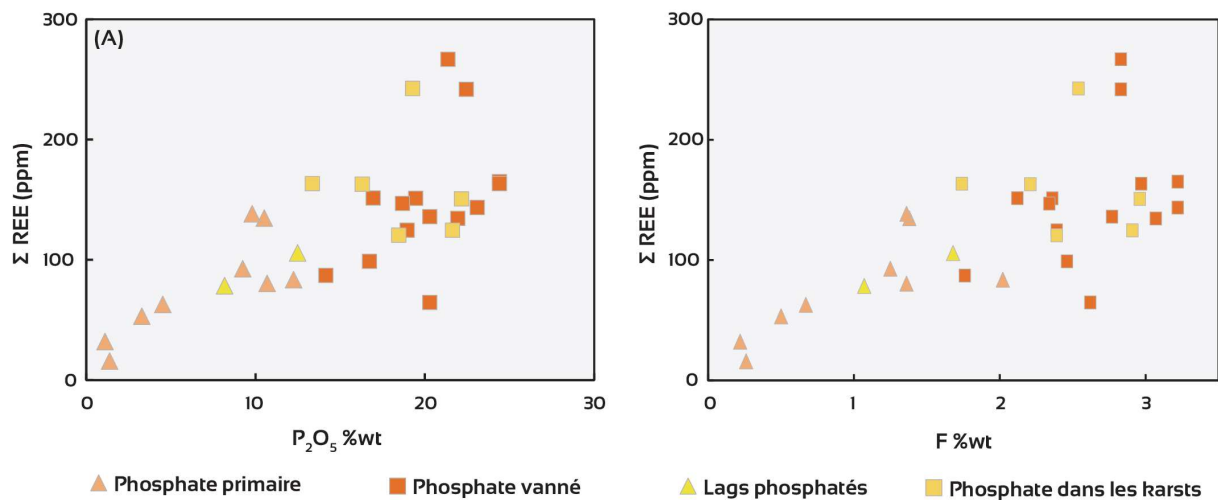 (A)
300
200
100
0
Σ REE (ppm)
0 10 20 30
P₂O₅ %wt
300
200
100
0
Σ REE (ppm)
0 1 2 3
F %wt
Phosphate primaire
Phosphate vanné
Lags phosphatés
Phosphate dans les karsts